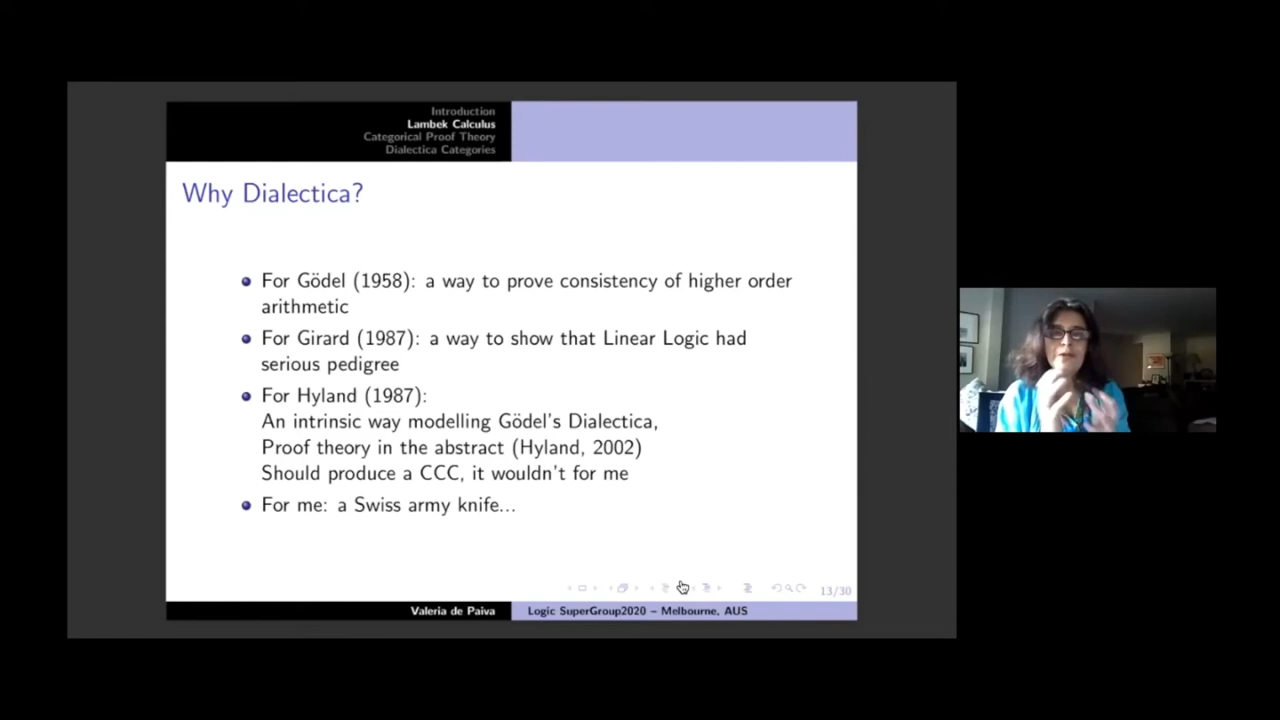 Introduction
Lambek Calculus
Categorical Proof Theory
Dialectica Categories
Why Dialectica?
For Gödel (1958): a way to prove consistency of higher order
arithmetic
For Girard (1987): a way to show that Linear Logic had
serious pedigree
For Hyland (1987):
An intrinsic way modelling Gödel's Dialectica,
Proof theory in the abstract (Hyland, 2002)
Should produce a CCC, it wouldn't for me
For me: a Swiss army knife...
13/30
Valeria de Paiva
Logic SuperGroup2020 – Melbourne, AUS